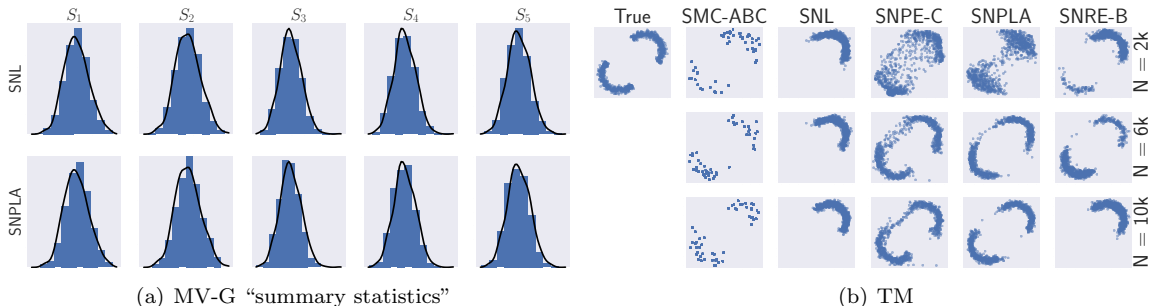 S₁ S₂ S₃ S₄ S₅
SNL
SNPLA
(a) MV-G “summary statistics”
True SMC-ABC SNL SNPE-C SNPLA SNRE-B
N = 2k
N = 6k
N = 10k
(b) TM